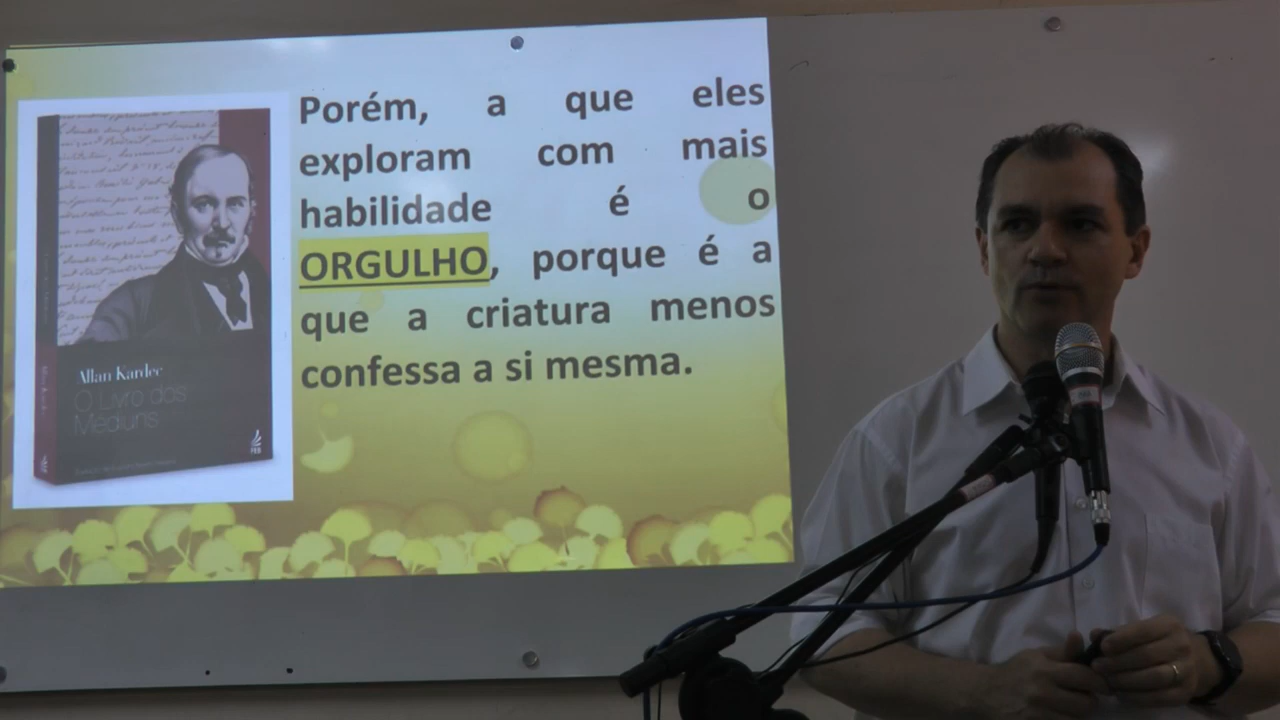 Porém, a que eles
exploram com mais
habilidade é o
ORGULHO, porque é a
que a criatura menos
confessa a si mesma.
Allan Kardec
O Livro dos
Médiuns
FEB